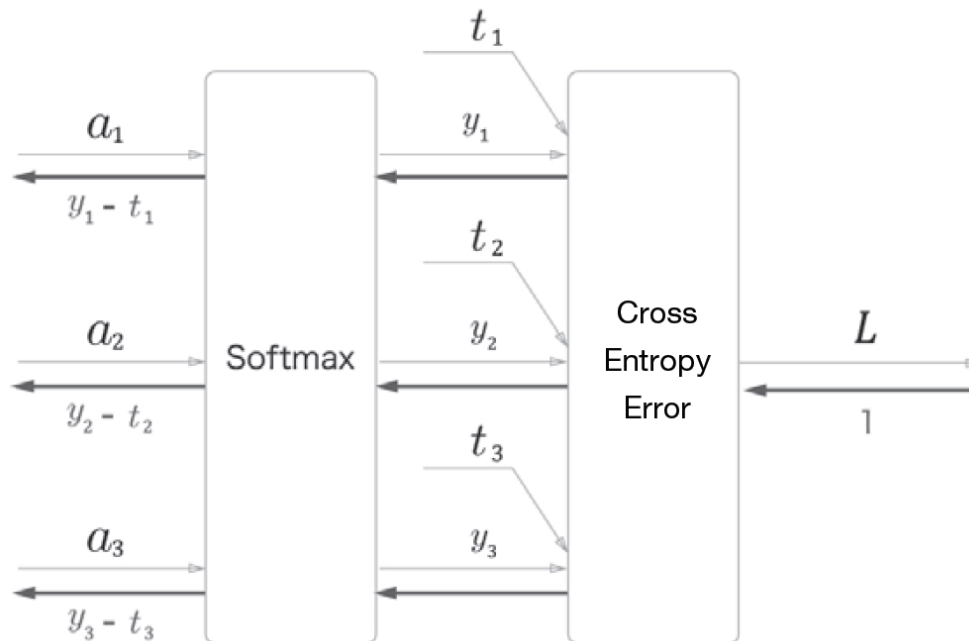 t₁
a₁
y₁
y₁ - t₁
t₂
Cross
Entropy
Error
L
a₂
Softmax
y₂
y₂ - t₂
1
t₃
a₃
y₃
y₃ - t₃